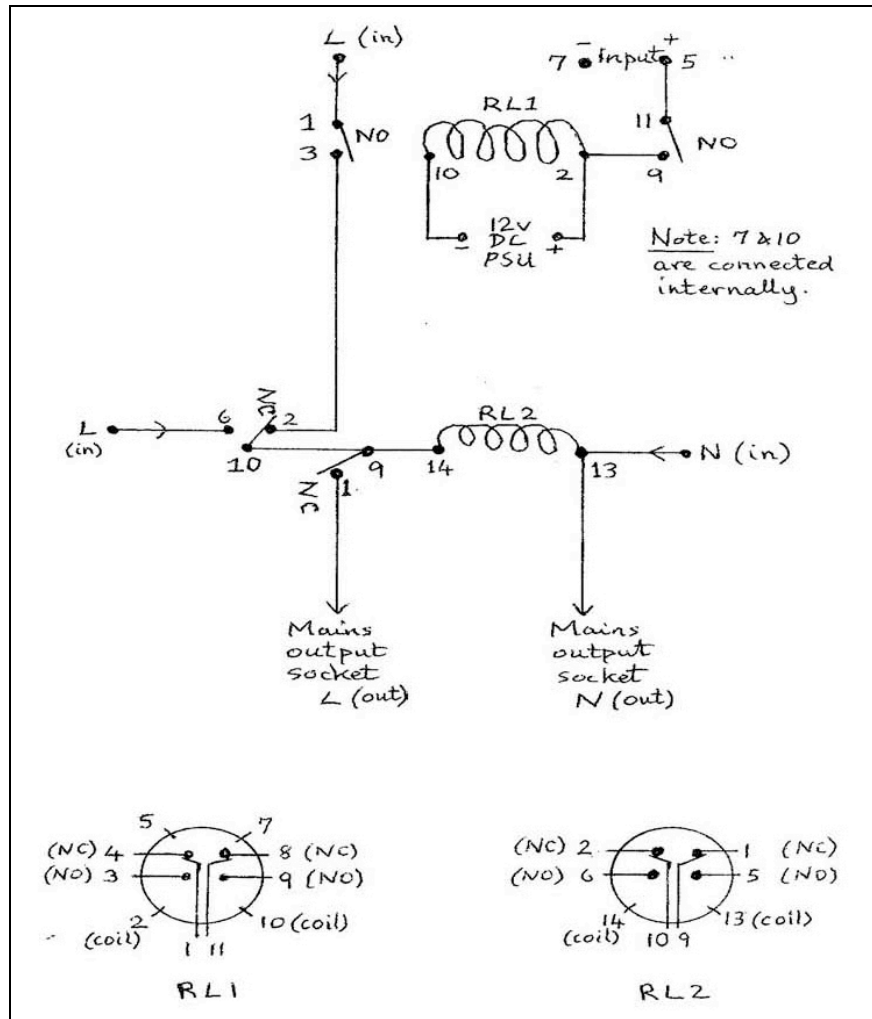 L (in)
7 - Input + 5 ..
1
NO
3
RL1
11
NO
10
2
9
12v
DC
PSU
-
+
Note: 7 & 10
are connected
internally.
L
(in)
6
NC
2
10
9
NC
1
RL2
14
13
N (in)
Mains
output
socket
L (out)
Mains
output
socket
N (out)
5
7
(NC) 4
8 (NC)
(NO) 3
9 (NO)
2
(coil)
1 11
10 (coil)
RL1
(NC) 2
1 (NC)
(NO) 6
5 (NO)
14
(coil)
10 9
13 (coil)
RL2